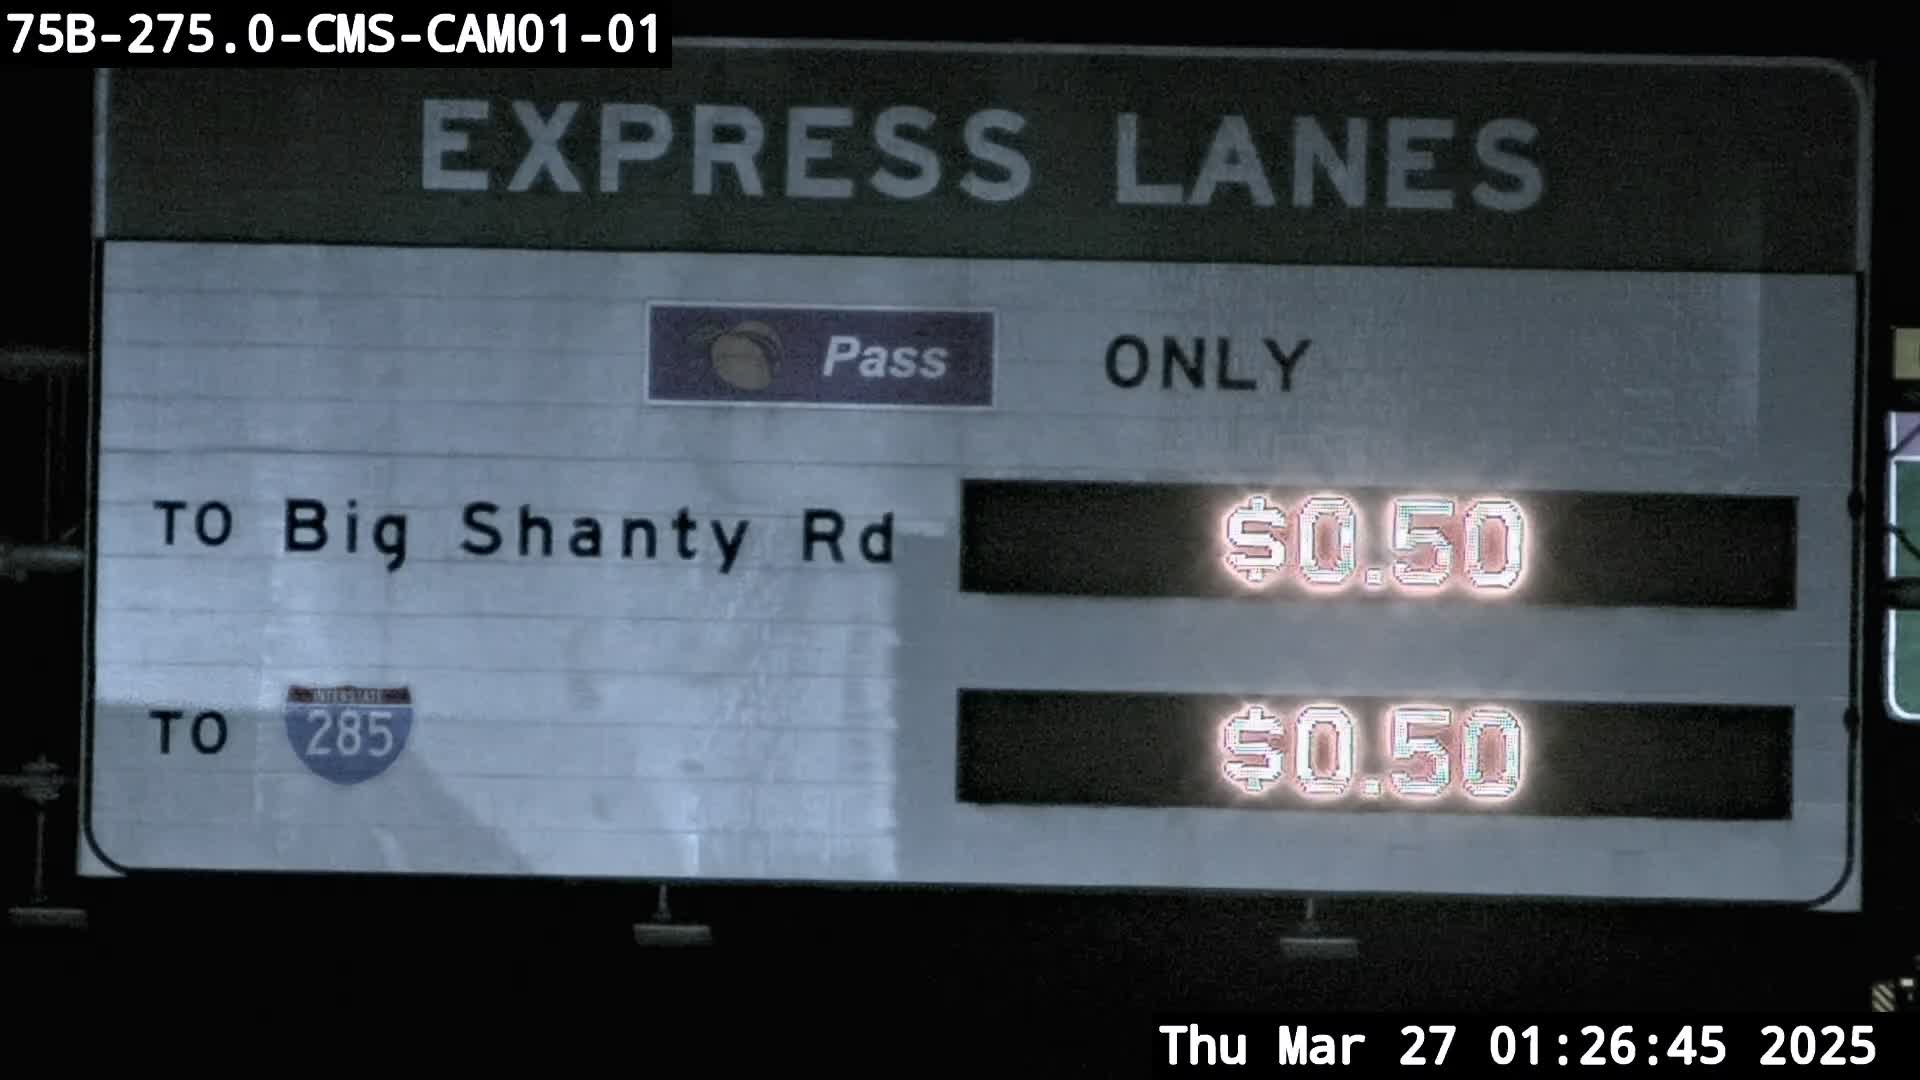 75B-275.0-CMS-CAM01-01
EXPRESS LANES
Pass ONLY
TO Big Shanty Rd $0.50
TO INTERSTATE 285 $0.50
Thu Mar 27 01:26:45 2025